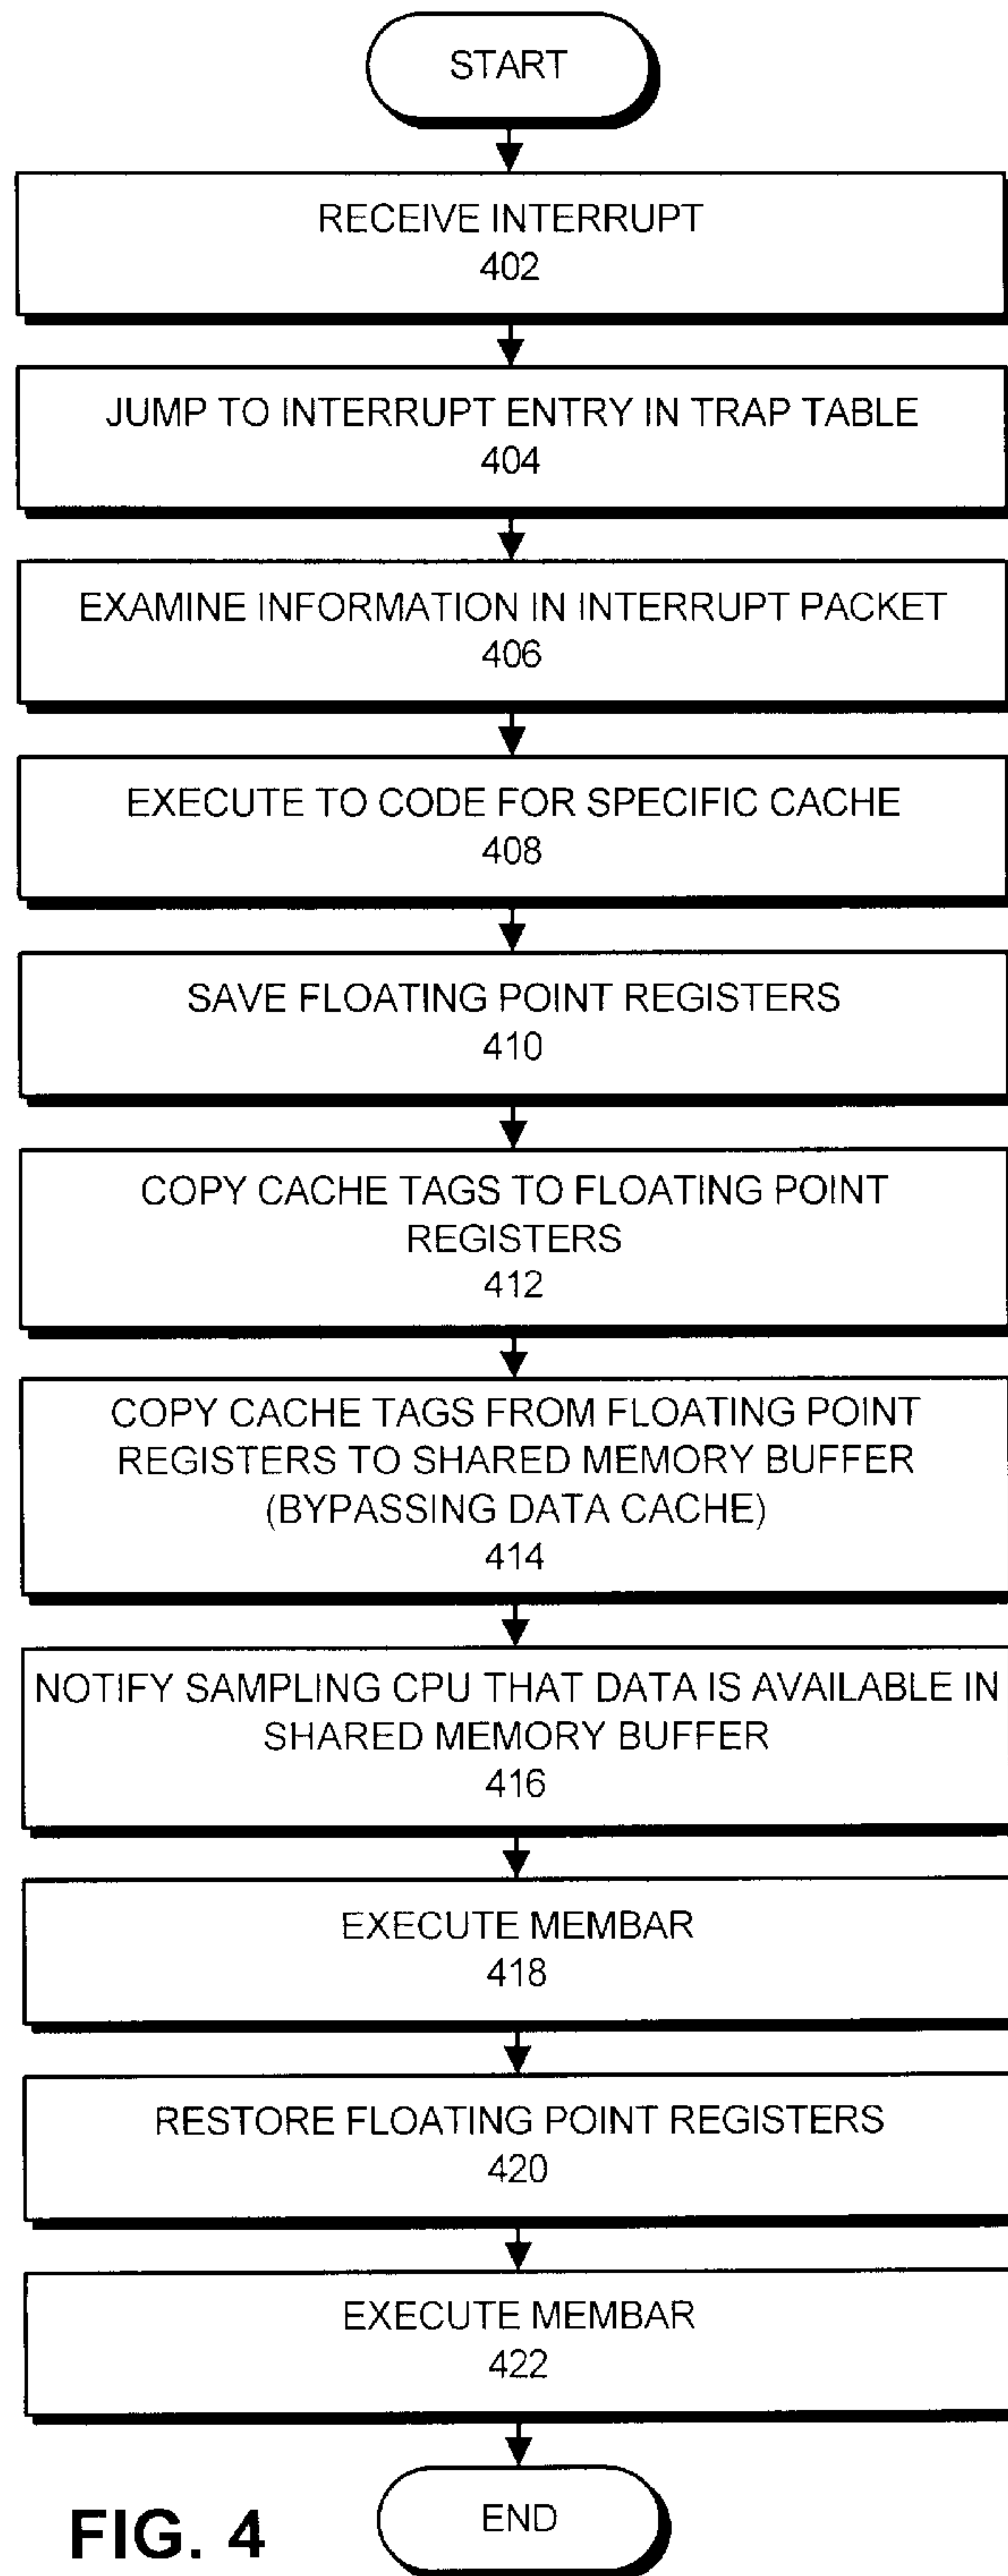 START
RECEIVE INTERRUPT
402
JUMP TO INTERRUPT ENTRY IN TRAP TABLE
404
EXAMINE INFORMATION IN INTERRUPT PACKET
406
EXECUTE TO CODE FOR SPECIFIC CACHE
408
SAVE FLOATING POINT REGISTERS
410
COPY CACHE TAGS TO FLOATING POINT
REGISTERS
412
COPY CACHE TAGS FROM FLOATING POINT
REGISTERS TO SHARED MEMORY BUFFER
(BYPASSING DATA CACHE)
414
NOTIFY SAMPLING CPU THAT DATA IS AVAILABLE IN
SHARED MEMORY BUFFER
416
EXECUTE MEMBAR
418
RESTORE FLOATING POINT REGISTERS
420
EXECUTE MEMBAR
422
END
FIG. 4